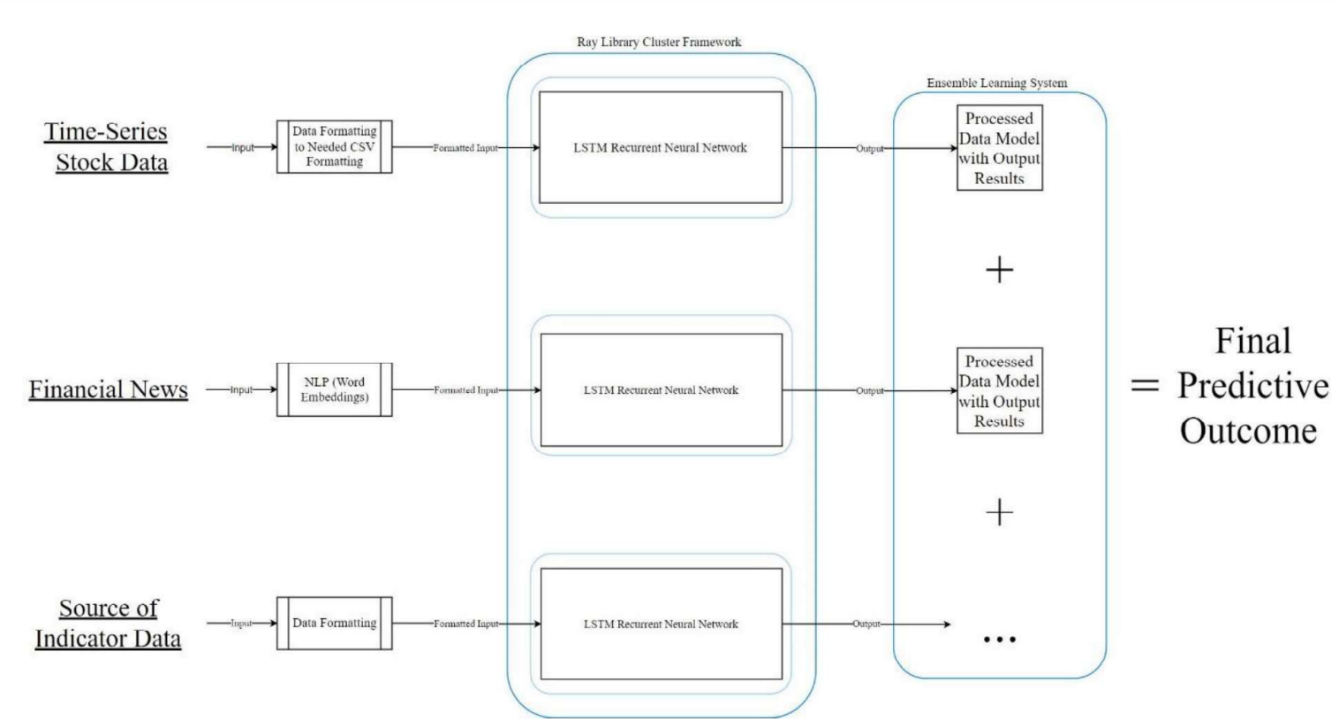 Ray Library Cluster Framework
Ensemble Learning System
Time-Series
Stock Data
Input
Data Formatting
to Needed CSV
Formatting
Formatted Input
LSTM Recurrent Neural Network
Output
Processed
Data Model
with Output
Results
+
Financial News
Input
NLP (Word
Embeddings)
Formatted Input
LSTM Recurrent Neural Network
Output
Processed
Data Model
with Output
Results
=
Final
Predictive
Outcome
+
Source of
Indicator Data
Input
Data Formatting
Formatted Input
LSTM Recurrent Neural Network
Output
...